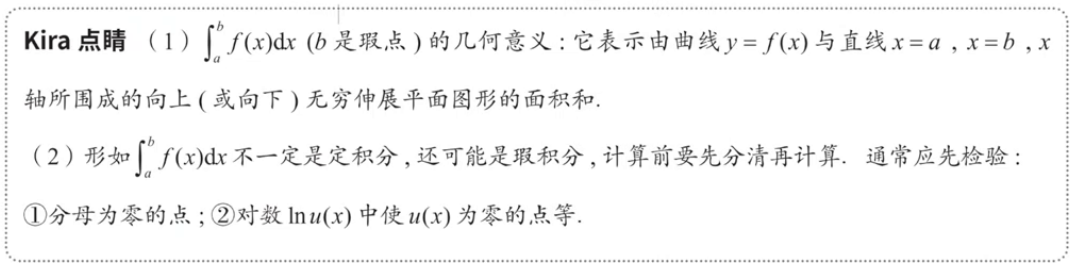 Kira 点睛 （1）∫_a^b f(x)dx (b 是瑕点 ) 的几何意义 : 它表示由曲线 y = f(x) 与直线 x = a , x = b , x
轴所围成的向上 ( 或向下 ) 无穷伸展平面图形的面积和.
（2）形如 ∫_a^b f(x)dx 不一定是定积分 , 还可能是瑕积分 , 计算前要先分清再计算. 通常应先检验 :
①分母为零的点 ; ②对数 ln u(x) 中使 u(x) 为零的点等.